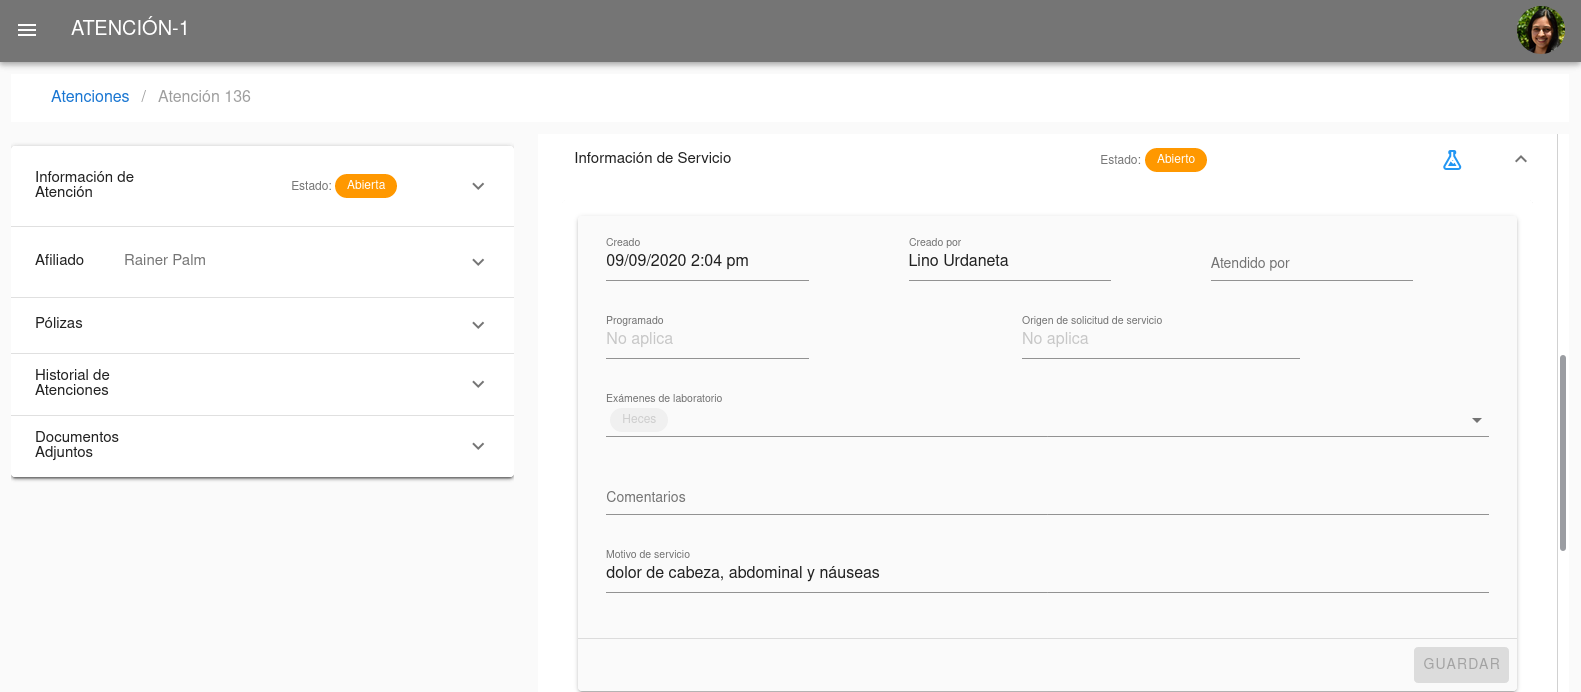 ATENCIÓN-1
Atenciones / Atención 136
Información de
Atención
Estado: Abierta
Afiliado Rainer Palm
Pólizas
Historial de
Atenciones
Documentos
Adjuntos
Información de Servicio Estado: Abierto
Creado Creado por
09/09/2020 2:04 pm Lino Urdaneta Atendido por
Programado Origen de solicitud de servicio
No aplica No aplica
Exámenes de laboratorio
Heces
Comentarios
Motivo de servicio
dolor de cabeza, abdominal y náuseas
GUARDAR